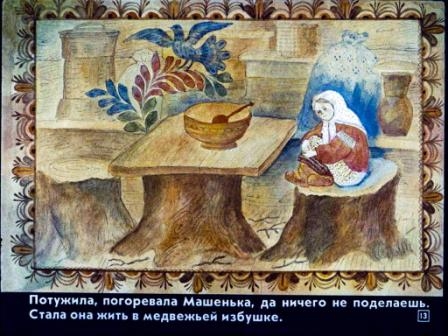 Потужила, погоревала Машенька, да ничего не поделаешь.
Стала она жить в медвежьей избушке.
13